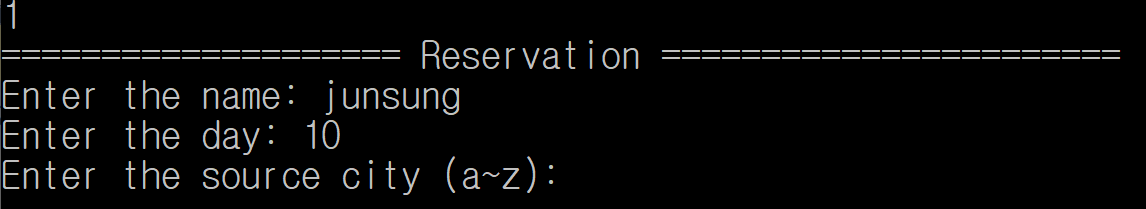 1
==================== Reservation =======================
Enter the name: junsung
Enter the day: 10
Enter the source city (a~z):